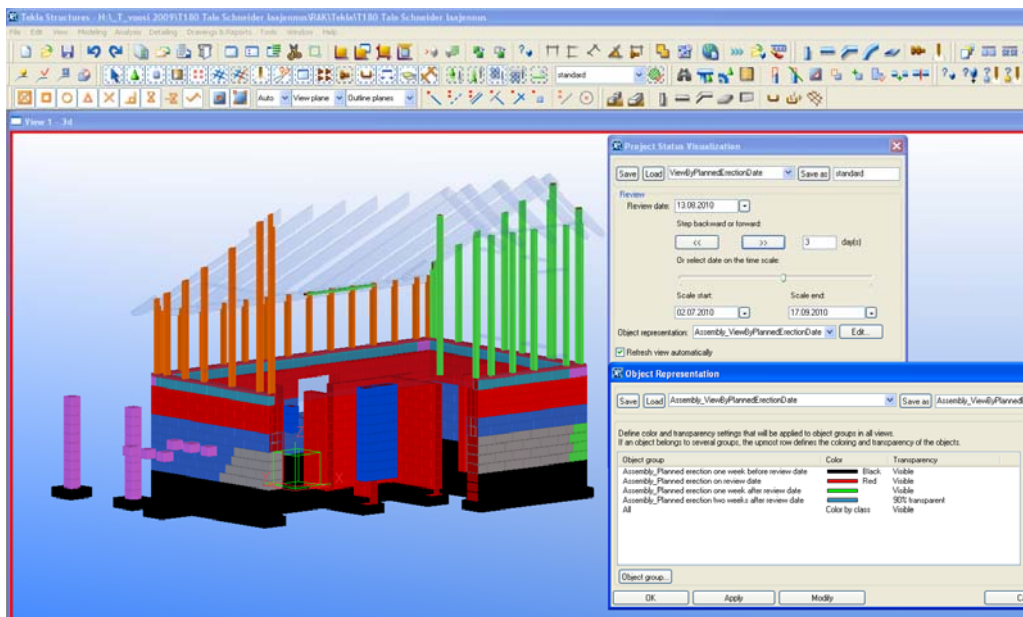 Tekla Structures - H:\_T_vuosi 2009\T180 Talo Schneider laajennus\RAK\Tekla\T180 Talo Schneider laajennus
File Edit View Modeling Analysis Detailing Drawings & Reports Tools Window Help
standard
Auto View plane Outline planes
View 1 - 3d
Project Status Visualization
Save Load ViewByPlannedErectionDate Save as standard
Review
Review date: 13.08.2010
Step backward or forward:
<< >> 3 day(s)
Or select date on the time scale:
Scale start: Scale end:
02.07.2010 17.09.2010
Object representation: Assembly_ViewByPlannedErectionDate Edit...
Refresh view automatically
Object Representation
Save Load Assembly_ViewByPlannedErectionDate Save as Assembly_ViewByPlanned
Define color and transparency settings that will be applied to object groups in all views.
If an object belongs to several groups, the upmost row defines the coloring and transparency of the objects.
Object group Color Transparency
Assembly_Planned erection one week before review date Black Visible
Assembly_Planned erection on review date Red Visible
Assembly_Planned erection one week after review date Visible
Assembly_Planned erection two weeks after review date 90% transparent
All Color by class Visible
Object group...
OK Apply Modify Ca
X